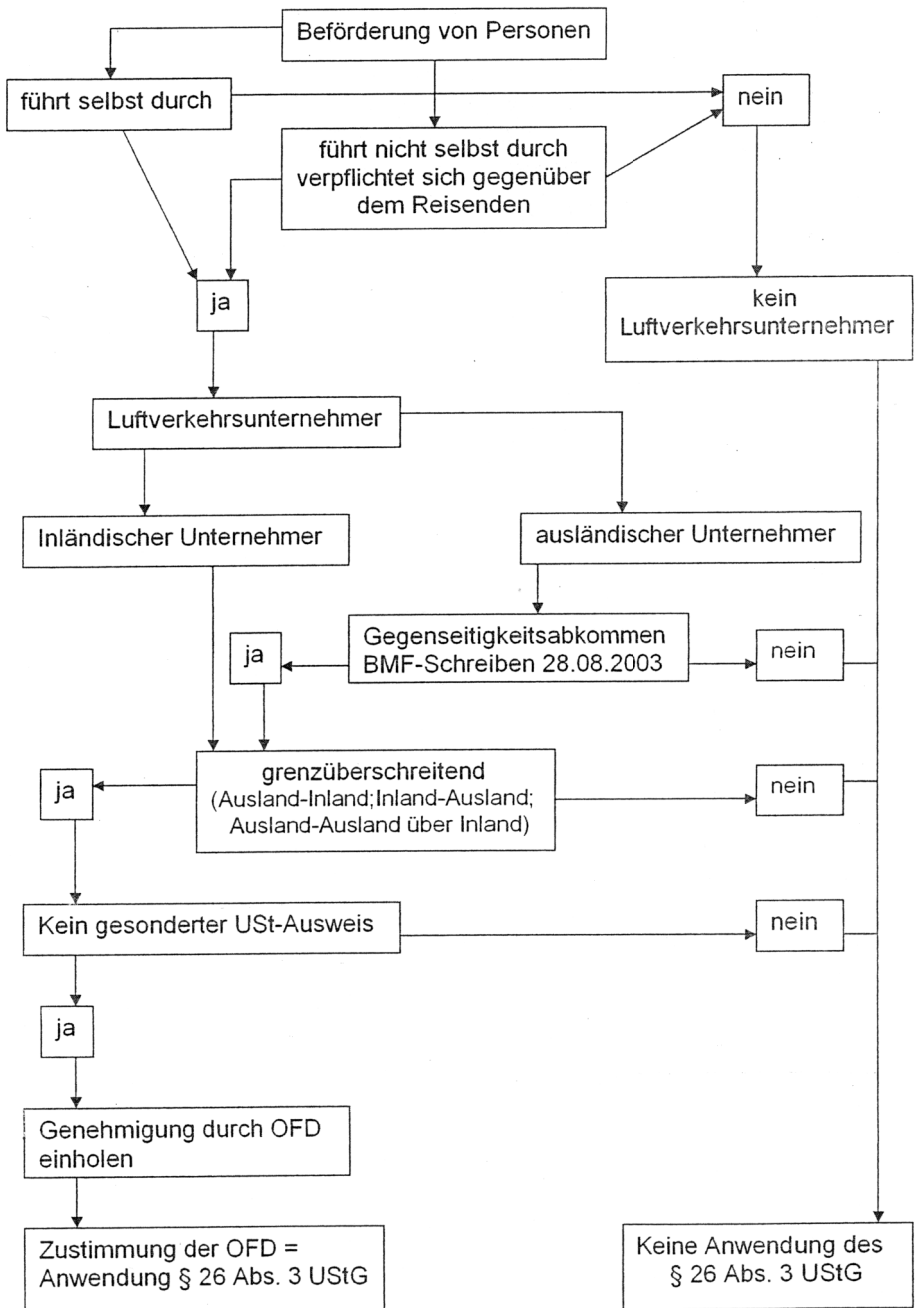 Beförderung von Personen
führt selbst durch
nein
führt nicht selbst durch
verpflichtet sich gegenüber
dem Reisenden
ja
kein
Luftverkehrsunternehmer
Luftverkehrsunternehmer
Inländischer Unternehmer
ausländischer Unternehmer
Gegenseitigkeitsabkommen
BMF-Schreiben 28.08.2003
ja
nein
grenzüberschreitend
(Ausland-Inland;Inland-Ausland;
Ausland-Ausland über Inland)
ja
nein
Kein gesonderter USt-Ausweis
nein
ja
Genehmigung durch OFD
einholen
Zustimmung der OFD =
Anwendung § 26 Abs. 3 UStG
Keine Anwendung des
§ 26 Abs. 3 UStG